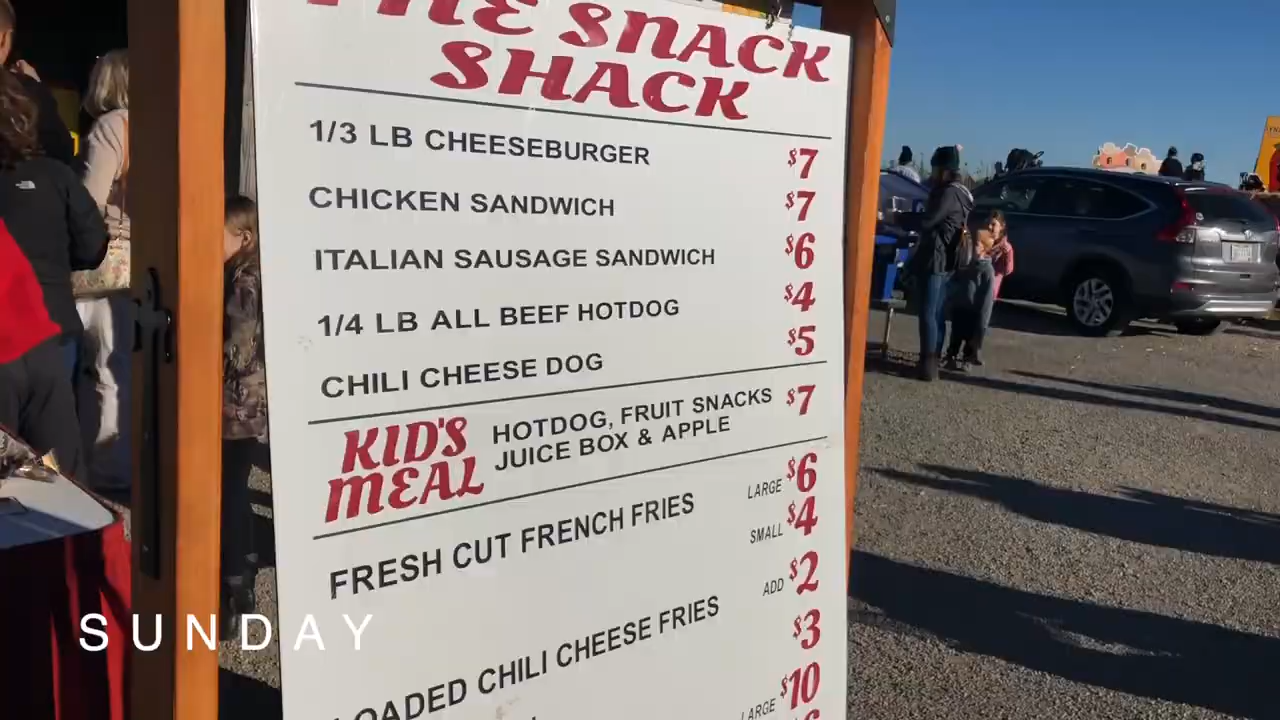 THE SNACK
SHACK
1/3 LB CHEESEBURGER $7
CHICKEN SANDWICH $7
ITALIAN SAUSAGE SANDWICH $6
1/4 LB ALL BEEF HOTDOG $4
CHILI CHEESE DOG $5
KID'S
MEAL
HOTDOG, FRUIT SNACKS
JUICE BOX & APPLE
$7
FRESH CUT FRENCH FRIES
LARGE $6
SMALL $4
ADD $2
$3
LOADED CHILI CHEESE FRIES
LARGE $10
SUNDAY